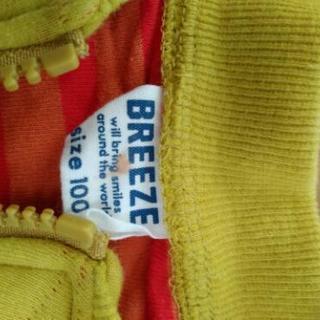 BREEZE
will bring smiles
around the world
size 100